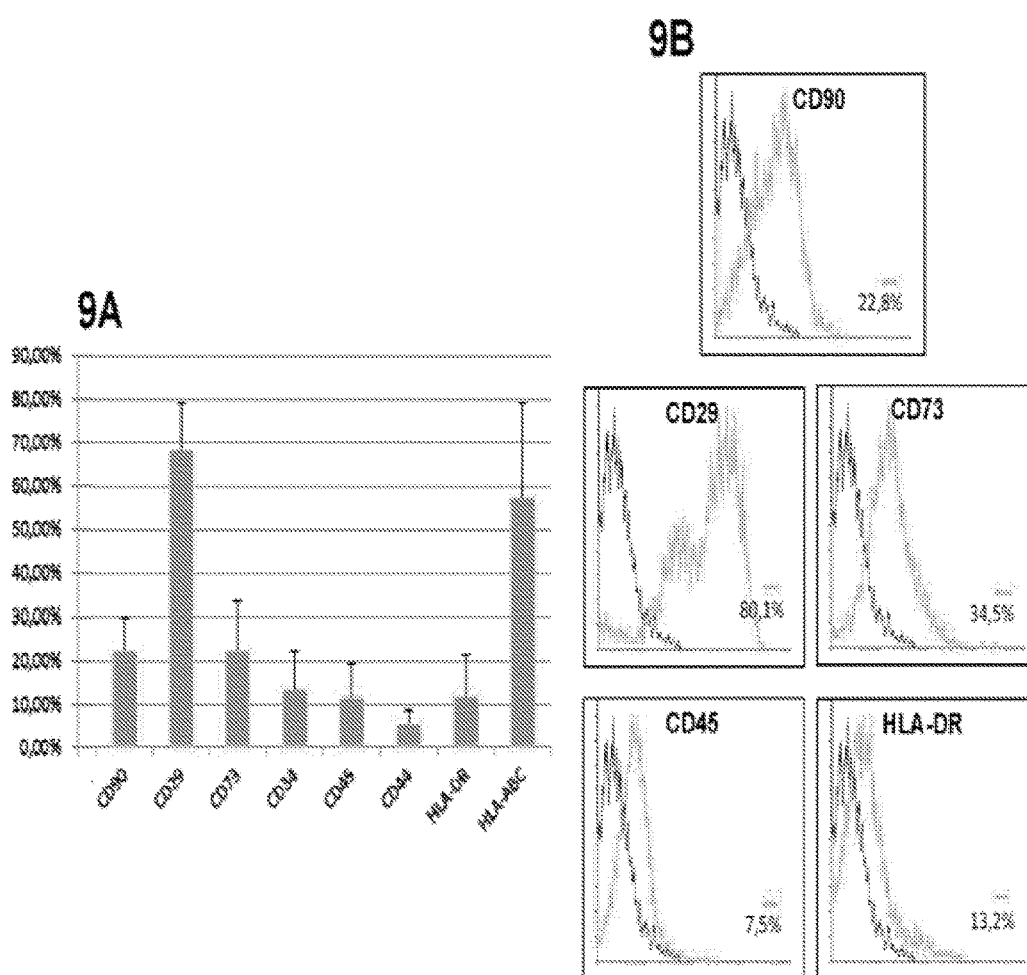 9B
CD90
22,8%
9A
90,00%
80,00%
70,00%
60,00%
50,00%
40,00%
30,00%
20,00%
10,00%
0,00%
CD90
CD29
CD73
CD34
CD45
CD44
HLA-DR
HLA-ABC
CD29
80,1%
CD73
34,5%
CD45
7,5%
HLA-DR
13,2%